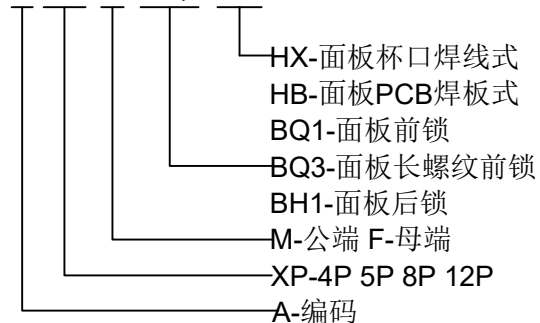 HX-面板杯口焊线式
HB-面板PCB焊板式
BQ1-面板前锁
BQ3-面板长螺纹前锁
BH1-面板后锁
M-公端 F-母端
XP-4P 5P 8P 12P
A-编码